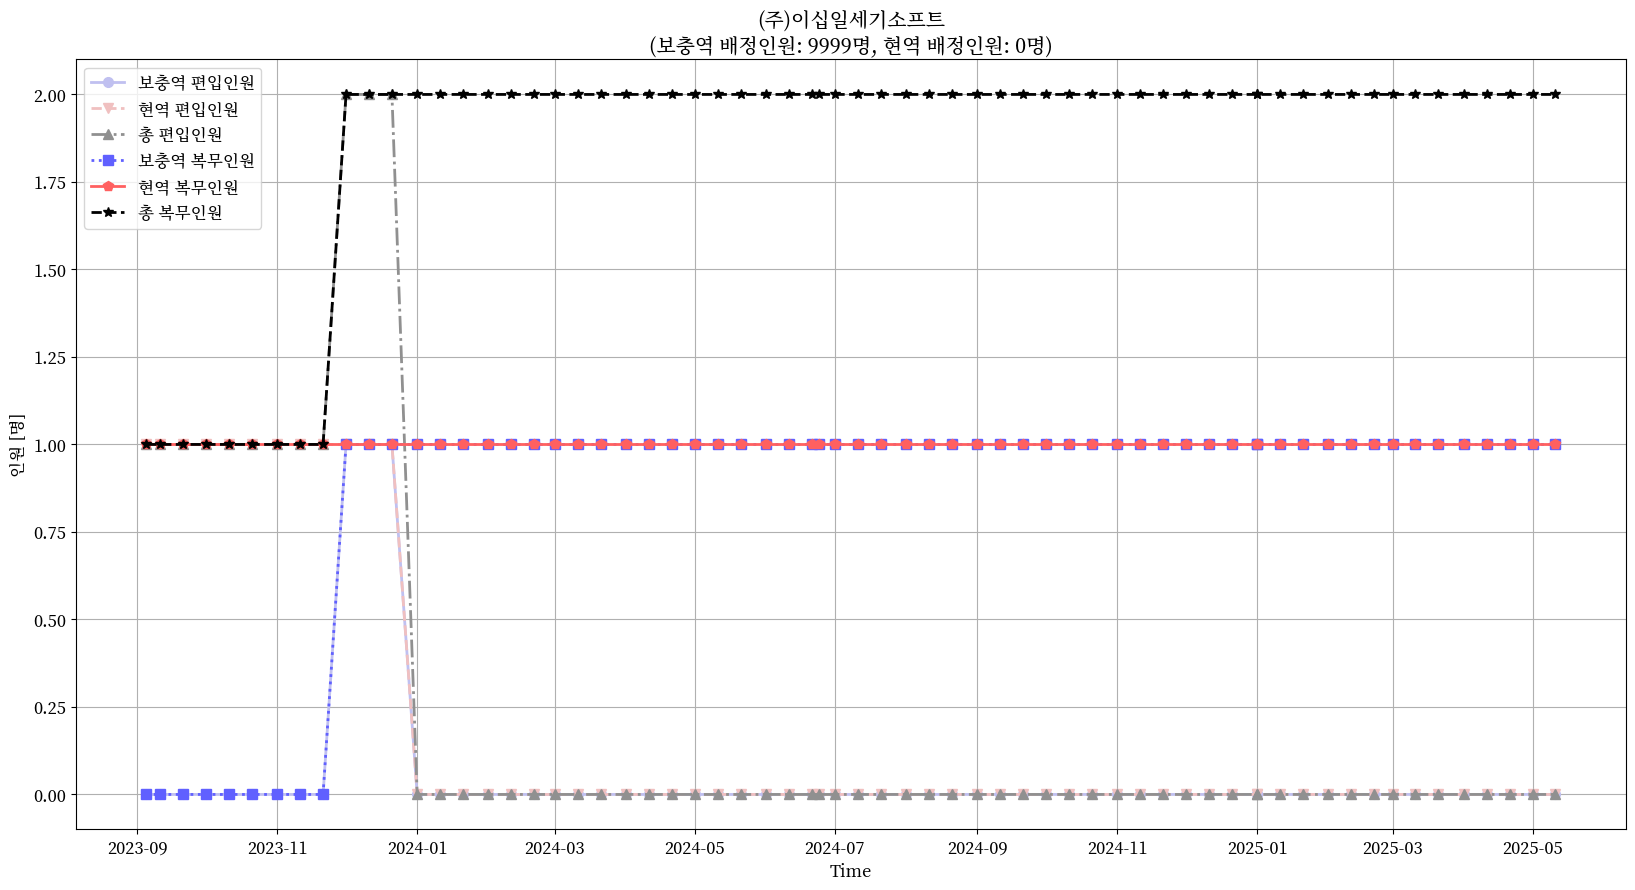 (주)이십일세기소프트
(보충역 배정인원: 9999명, 현역 배정인원: 0명)
보충역 편입인원
현역 편입인원
총 편입인원
보충역 복무인원
현역 복무인원
총 복무인원
2.00
1.75
1.50
1.25
1.00
0.75
0.50
0.25
0.00
인원 [명]
2023-09 2023-11 2024-01 2024-03 2024-05 2024-07 2024-09 2024-11 2025-01 2025-03 2025-05
Time